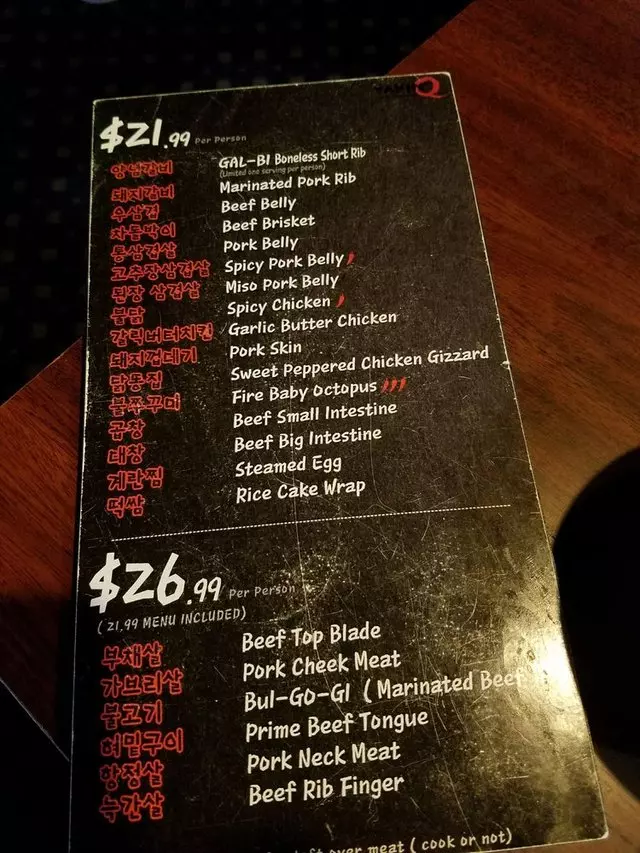 $21.99 Per Person
양념갈비 GAL-BI Boneless Short Rib
(Limited one serving per person)
돼지갈비 Marinated Pork Rib
우삼겹 Beef Belly
차돌박이 Beef Brisket
통삼겹살 Pork Belly
고추장삼겹살 Spicy Pork Belly
된장 삼겹살 Miso Pork Belly
불닭 Spicy Chicken
갈릭버터치킨 Garlic Butter Chicken
돼지껍데기 Pork Skin
닭똥집 Sweet Peppered Chicken Gizzard
불쭈꾸미 Fire Baby Octopus
곱창 Beef Small Intestine
대창 Beef Big Intestine
계란찜 Steamed Egg
떡쌈 Rice Cake Wrap
$26.99 Per Person
( 21.99 MENU INCLUDED)
부채살 Beef Top Blade
가브리살 Pork Cheek Meat
불고기 Bul-GO-GI ( Marinated Beef
허밑구이 Prime Beef Tongue
항정살 Pork Neck Meat
늑간살 Beef Rib Finger
over meat ( cook or not)